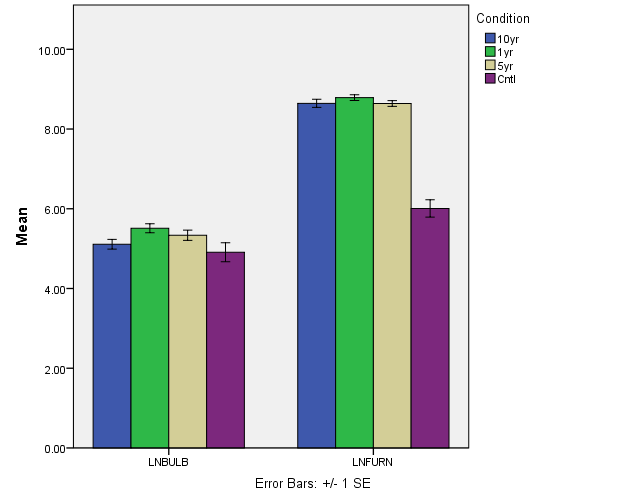 Condition
10yr
1yr
5yr
Cntl
Mean
10.00
8.00
6.00
4.00
2.00
0.00
LNBULB
LNFURN
Error Bars: +/- 1 SE